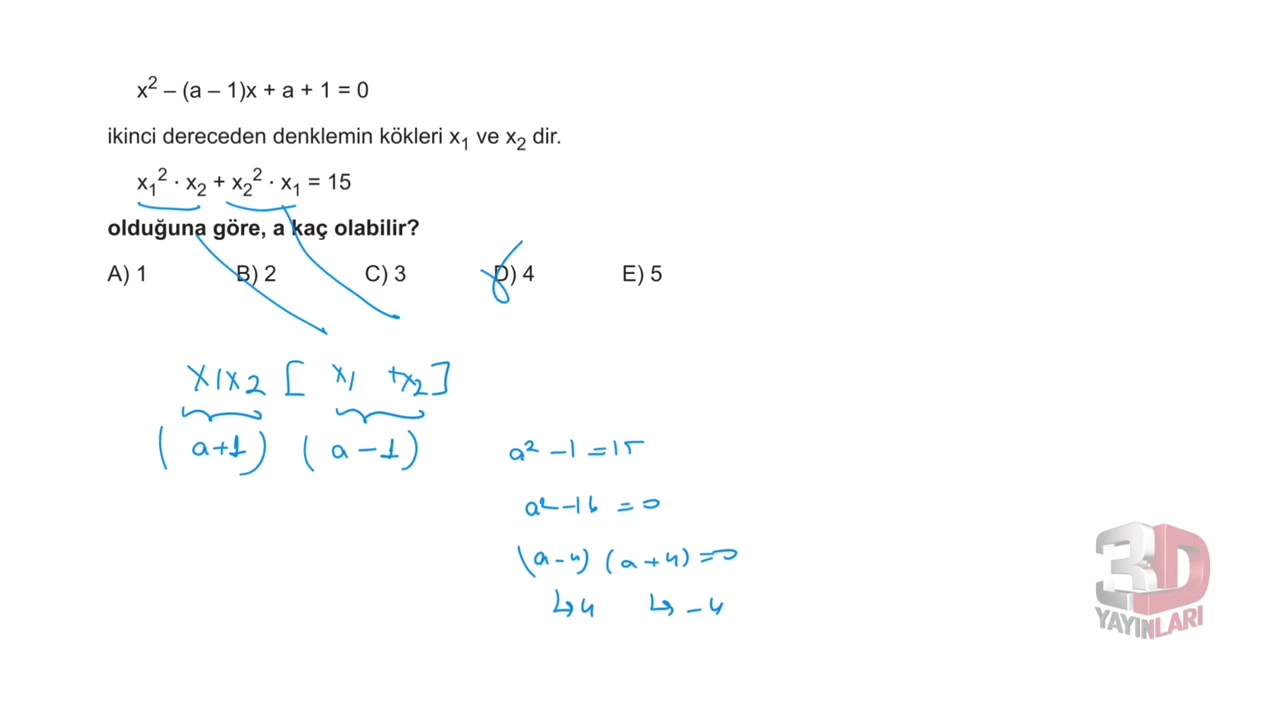 x² – (a – 1)x + a + 1 = 0
ikinci dereceden denklemin kökleri x₁ ve x₂ dir.
x₁² · x₂ + x₂² · x₁ = 15
olduğuna göre, a kaç olabilir?
A) 1 B) 2 C) 3 D) 4 E) 5
x1x2 [ x1 +x2 ]
(a+1) (a-1)
a² -1 = 15
a² -16 = 0
(a-4) (a+4) = 0
↳4 ↳-4
3D
YAYINLARI